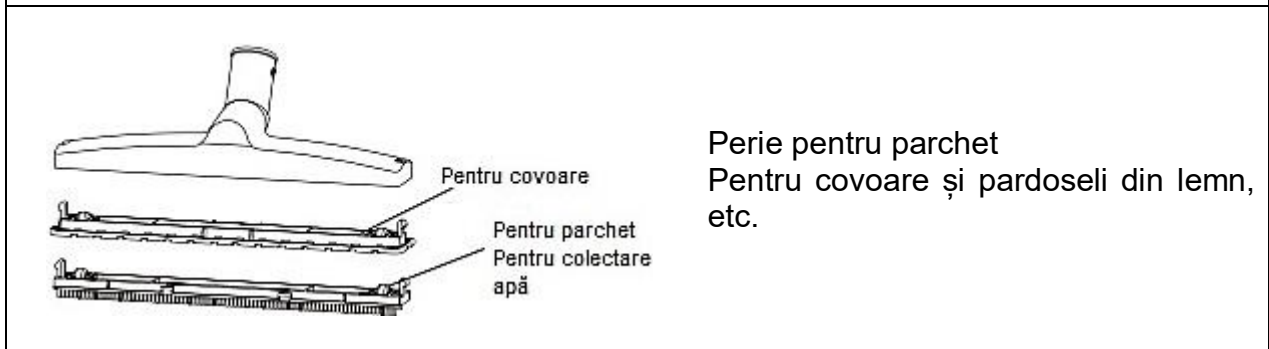 Pentru covoare
Pentru parchet
Pentru colectare
apă
Perie pentru parchet
Pentru covoare și pardoseli din lemn,
etc.